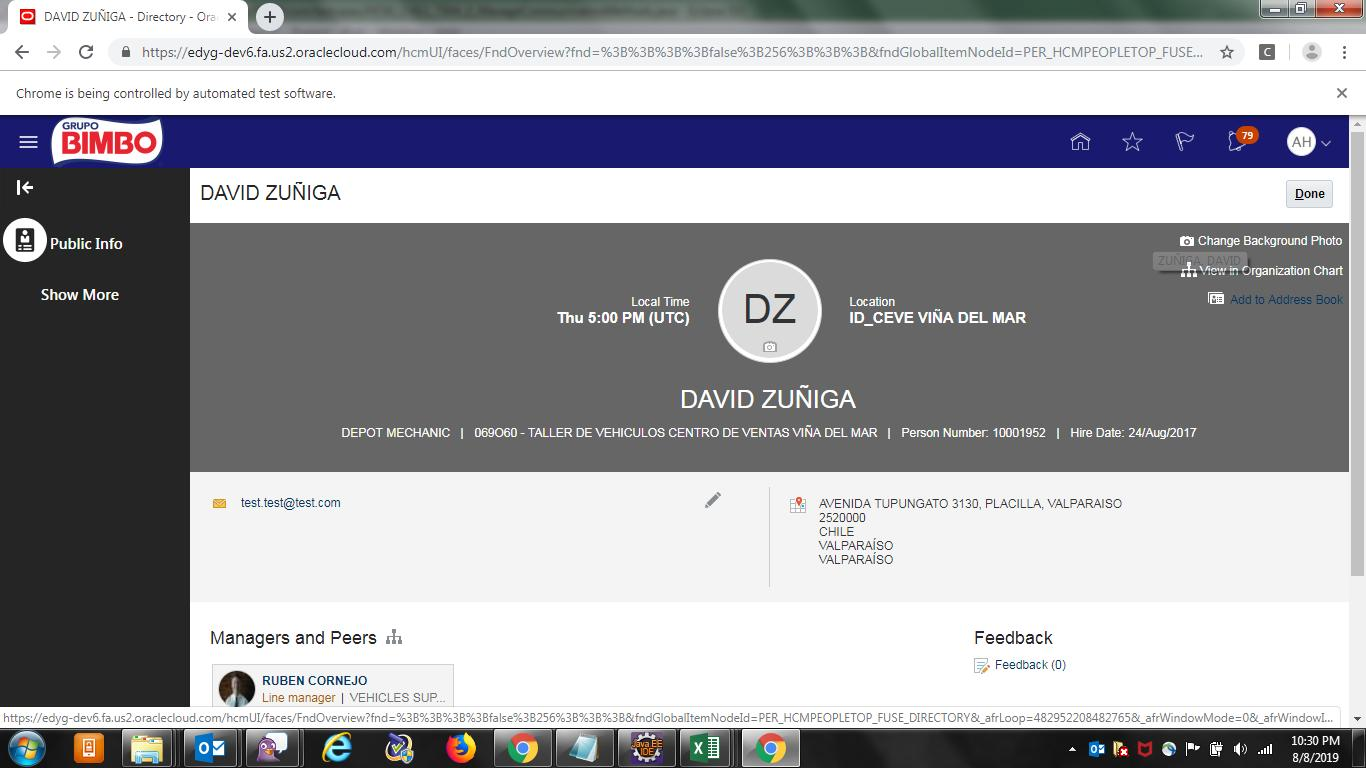 DAVID ZUÑIGA - Directory - Ora
https://edyg-dev6.fa.us2.oraclecloud.com/hcmUI/faces/FndOverview?fnd=%3B%3B%3B%3Bfalse%3B256%3B%3B%3B&fndGlobalItemNodeId=PER_HCMPEOPLETOP_FUSE...
Chrome is being controlled by automated test software.
GRUPO
BIMBO
79
AH
DAVID ZUÑIGA
Done
Public Info
Show More
Change Background Photo
ZUÑIGA, DAVID
View in Organization Chart
Add to Address Book
Local Time
Thu 5:00 PM (UTC)
DZ
Location
ID_CEVE VIÑA DEL MAR
DAVID ZUÑIGA
DEPOT MECHANIC | 069O60 - TALLER DE VEHICULOS CENTRO DE VENTAS VIÑA DEL MAR | Person Number: 10001952 | Hire Date: 24/Aug/2017
test.test@test.com
AVENIDA TUPUNGATO 3130, PLACILLA, VALPARAISO
2520000
CHILE
VALPARAÍSO
VALPARAÍSO
Managers and Peers
RUBEN CORNEJO
Line manager | VEHICLES SUP...
Feedback
Feedback (0)
https://edyg-dev6.fa.us2.oraclecloud.com/hcmUI/faces/FndOverview?fnd=%3B%3B%3B%3Bfalse%3B256%3B%3B%3B&fndGlobalItemNodeId=PER_HCMPEOPLETOP_FUSE_DIRECTORY&_afrLoop=482952208482765&_afrWindowMode=0&_afrWindowI...
Java EE
IDE
10:30 PM
8/8/2019